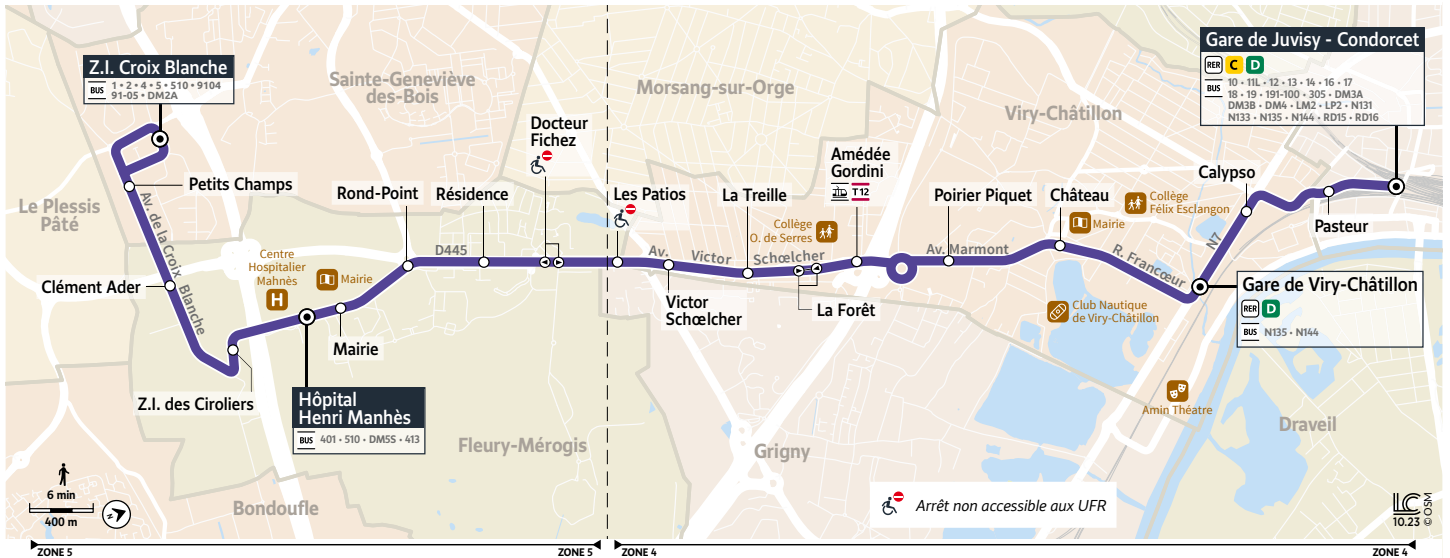 Z.I. Croix Blanche
BUS 1 • 2 • 4 • 5 • 510 • 9104
91-05 • DM2A
Sainte-Geneviève
des-Bois
Morsang-sur-Orge
Viry-Châtillon
Gare de Juvisy - Condorcet
RER C D
BUS 10 • 11L • 12 • 13 • 14 • 16 • 17
18 • 19 • 191-100 • 305 • DM3A
DM3B • DM4 • LM2 • LP2 • N131
N133 • N135 • N144 • RD15 • RD16
Docteur
Fichez
Petits Champs
Le Plessis
Pâté
Av. de la Croix Blanche
Clément Ader
Z.I. des Ciroliers
Centre
Hospitalier
Mahnès
H
Mairie
Rond-Point
Résidence
D445
Mairie
Hôpital
Henri Manhès
BUS 401 • 510 • DM5S • 413
Fleury-Mérogis
Bondoufle
Les Patios
Av. Victor Schœlcher
Victor
Schœlcher
La Treille
Collège
O. de Serres
La Forêt
Amédée
Gordini
T12
Poirier Piquet
Av. Marmont
Château
Mairie
Collège
Félix Esclangon
R. Francœur
Calypso
N7
Pasteur
Gare de Viry-Châtillon
RER D
BUS N135 • N144
Club Nautique
de Viry-Châtillon
Amin Théatre
Grigny
Draveil
6 min
400 m
Arrêt non accessible aux UFR
LC
10.23
© OSM
ZONE 5
ZONE 5
ZONE 4
ZONE 4